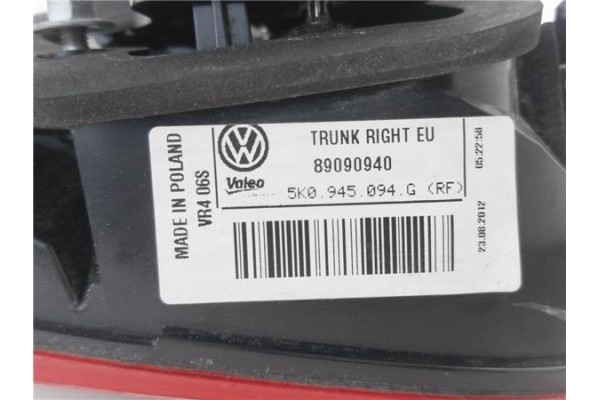 MADE IN POLAND
VR4 06S
VW
Valeo
TRUNK RIGHT EU
89090940
5K0.945.094.G (RF)
05:22:58
23.08.2012